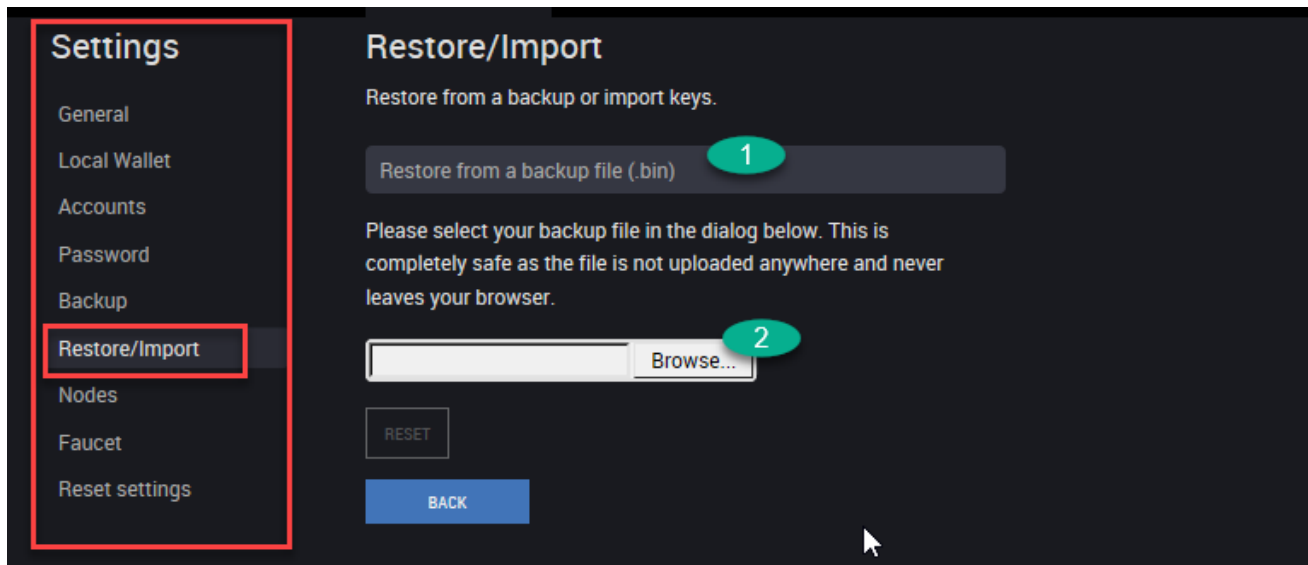 Settings
General
Local Wallet
Accounts
Password
Backup
Restore/Import
Nodes
Faucet
Reset settings
Restore/Import
Restore from a backup or import keys.
Restore from a backup file (.bin)
1
Please select your backup file in the dialog below. This is
completely safe as the file is not uploaded anywhere and never
leaves your browser.
2
Browse...
RESET
BACK